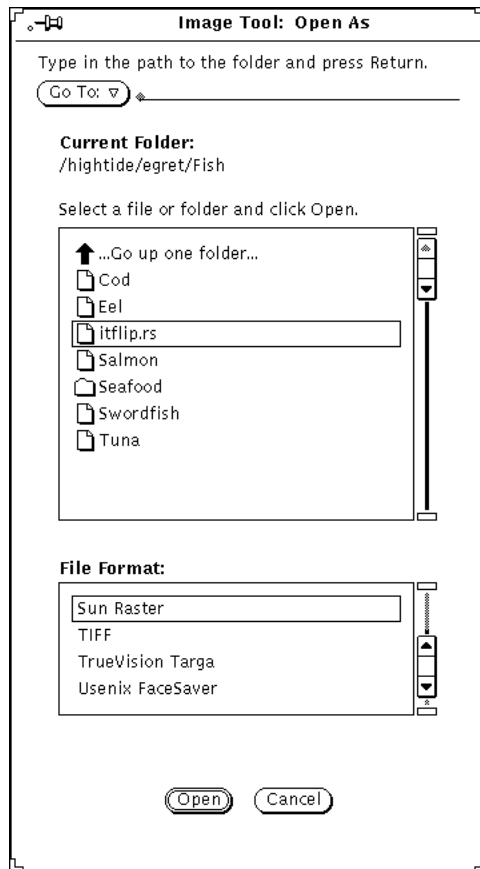 Image Tool: Open As
Type in the path to the folder and press Return.
Go To:
Current Folder:
/hightide/egret/Fish
Select a file or folder and click Open.
...Go up one folder...
Cod
Eel
itflip.rs
Salmon
Seafood
Swordfish
Tuna
File Format:
Sun Raster
TIFF
TrueVision Targa
Usenix FaceSaver
Open
Cancel